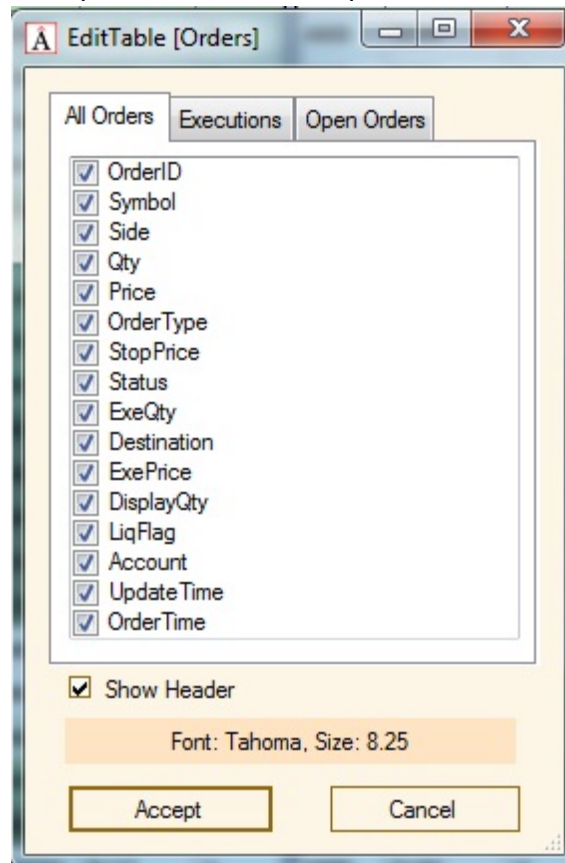 Å EditTable [Orders]
All Orders Executions Open Orders
OrderID
Symbol
Side
Qty
Price
OrderType
StopPrice
Status
ExeQty
Destination
ExePrice
DisplayQty
LiqFlag
Account
UpdateTime
OrderTime
Show Header
Font: Tahoma, Size: 8.25
Accept Cancel